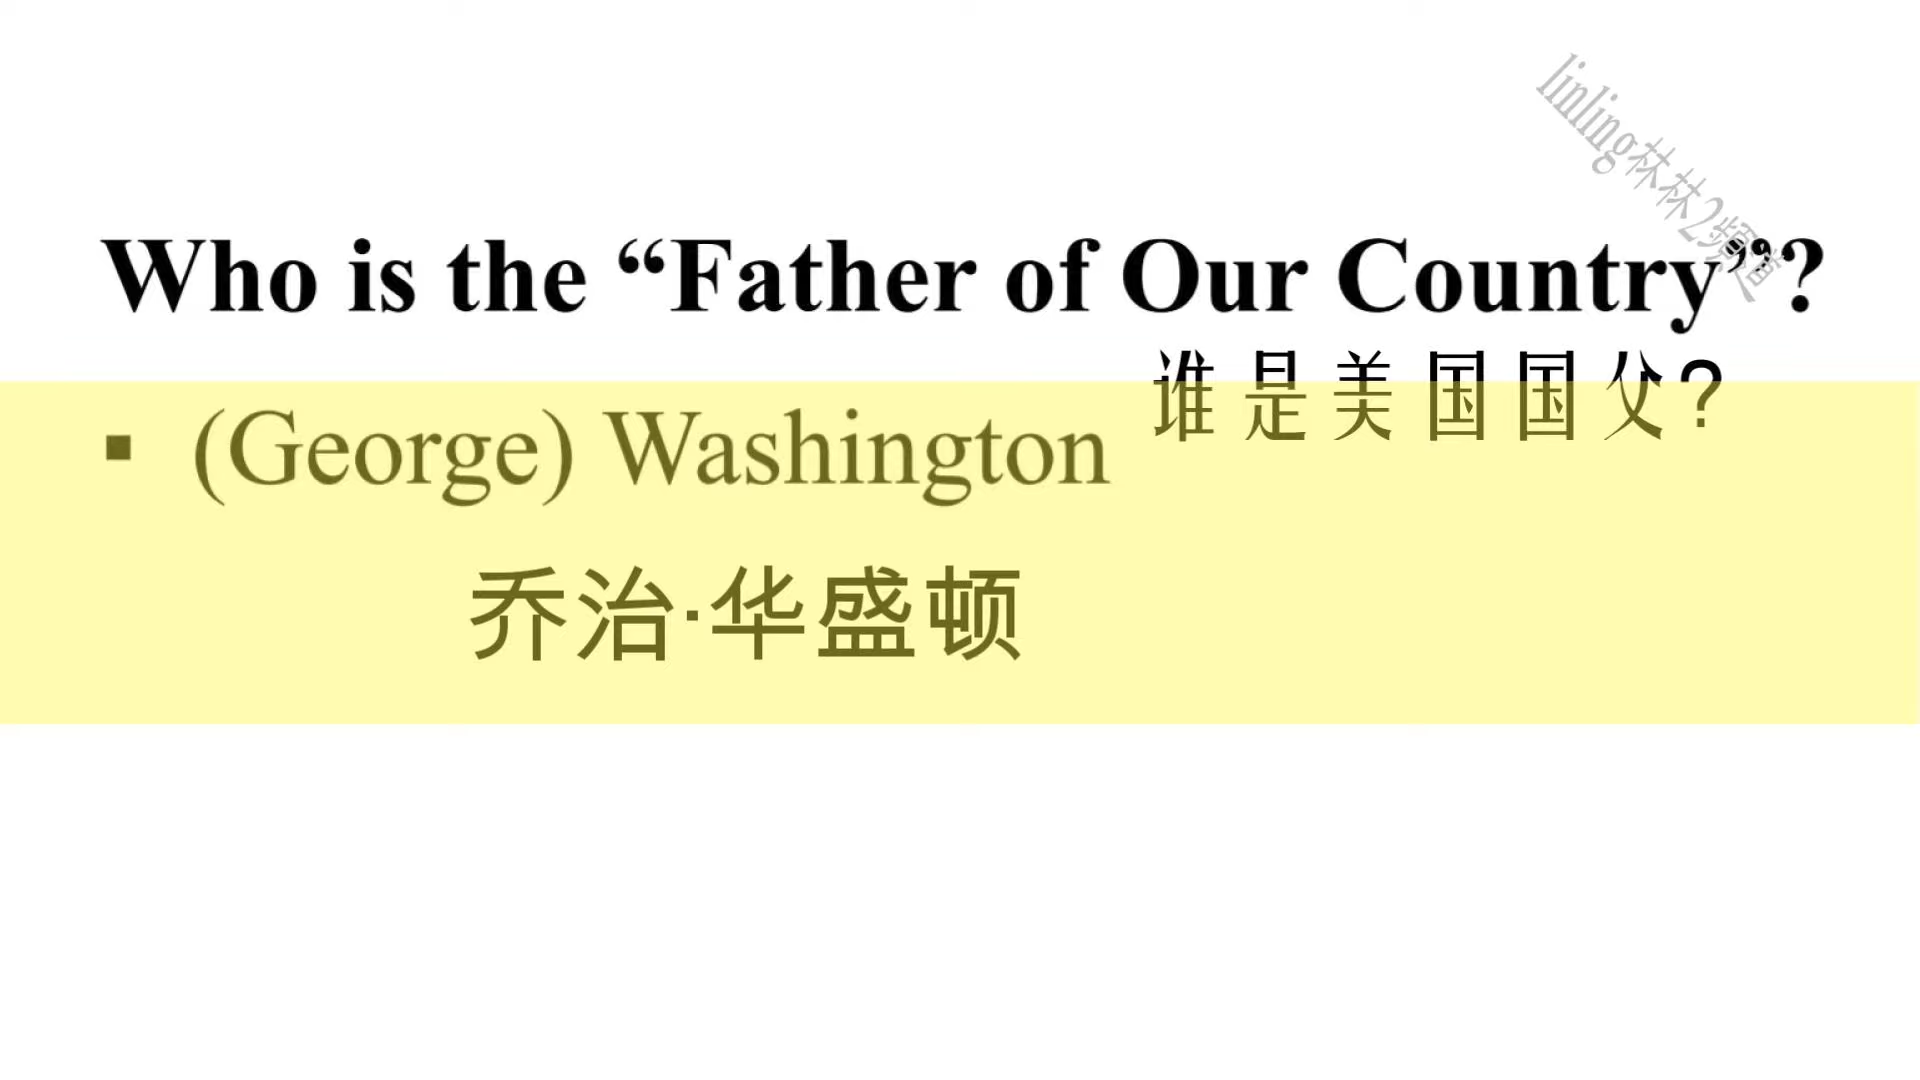 linling林林2頻道
Who is the “Father of Our Country”?
谁是美国国父?
▪ (George) Washington
乔治·华盛顿